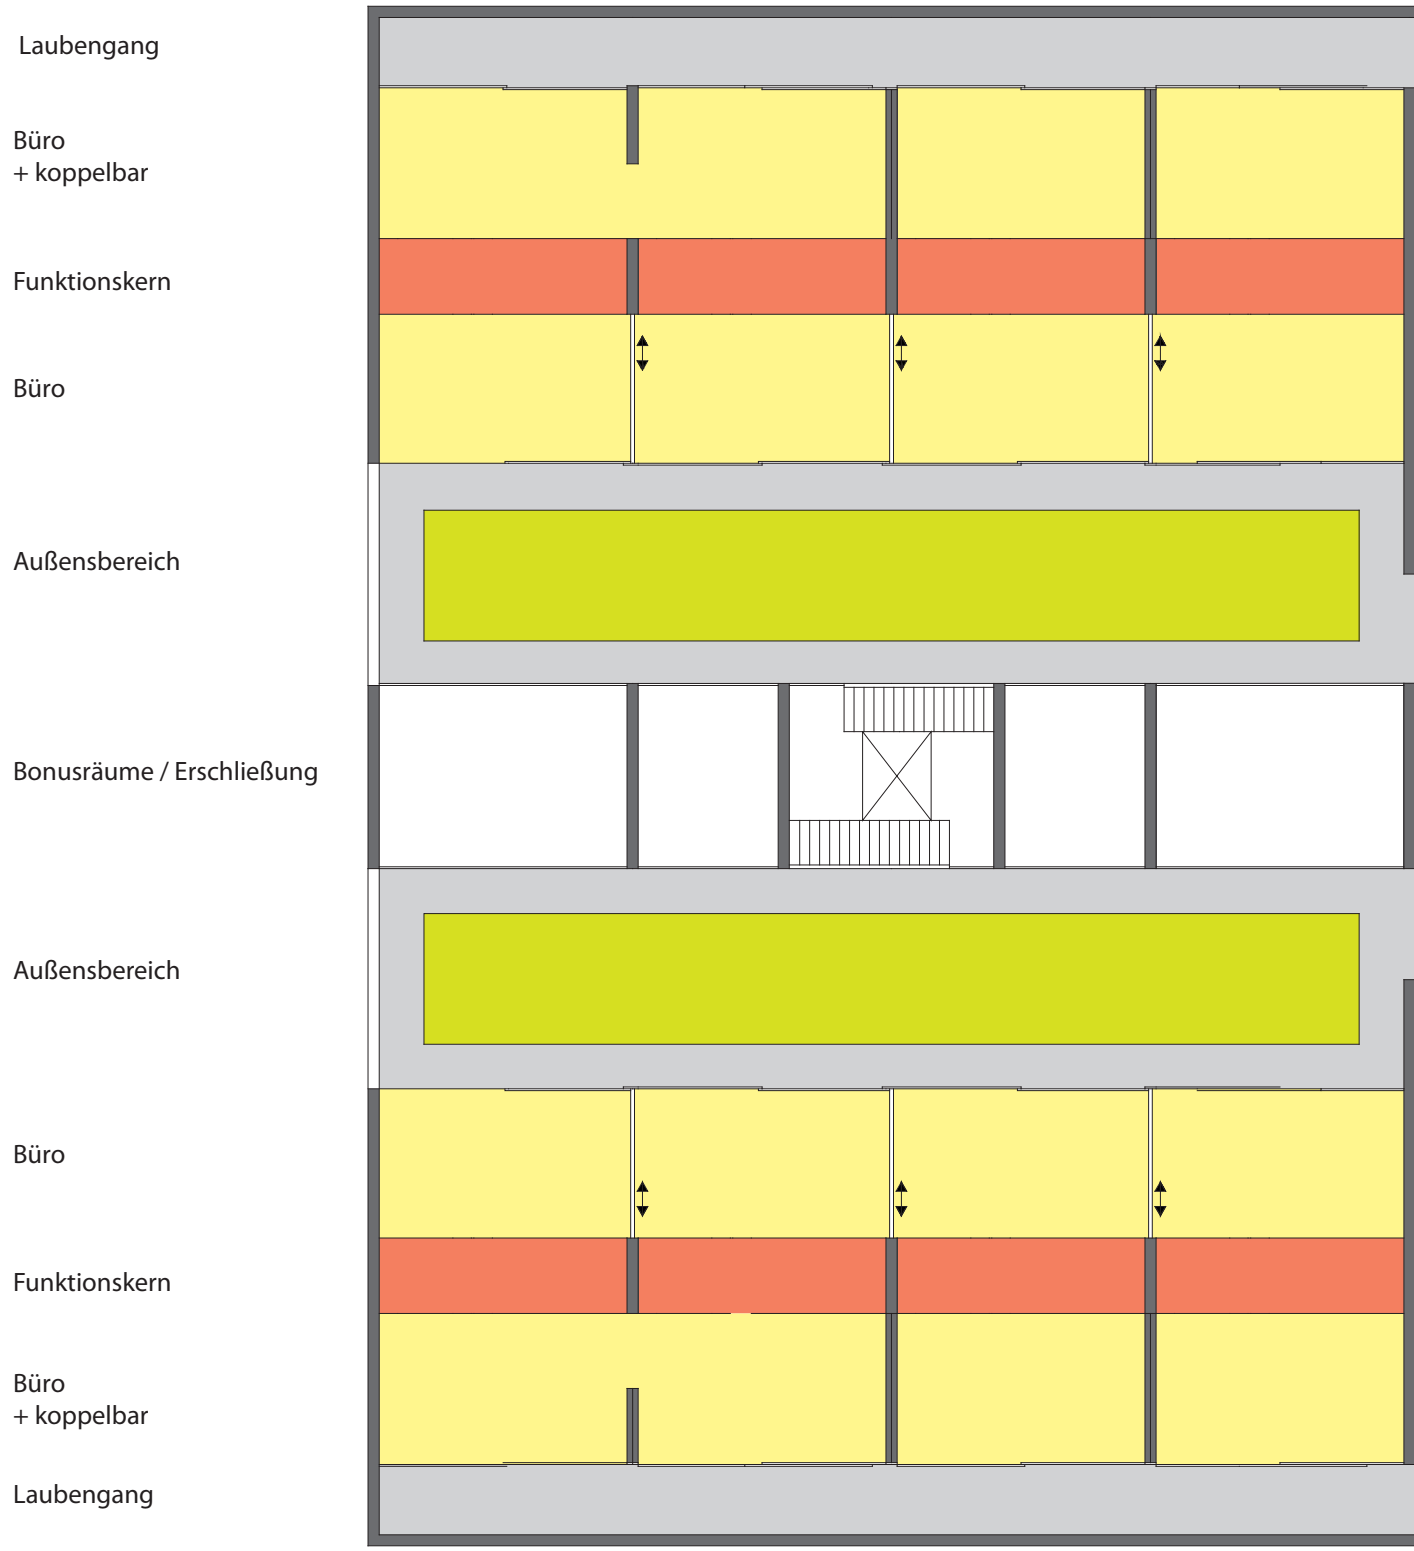 Laubengang
Büro
+ koppelbar
Funktionskern
Büro
Außensbereich
Bonusräume / Erschließung
Außensbereich
Büro
Funktionskern
Büro
+ koppelbar
Laubengang